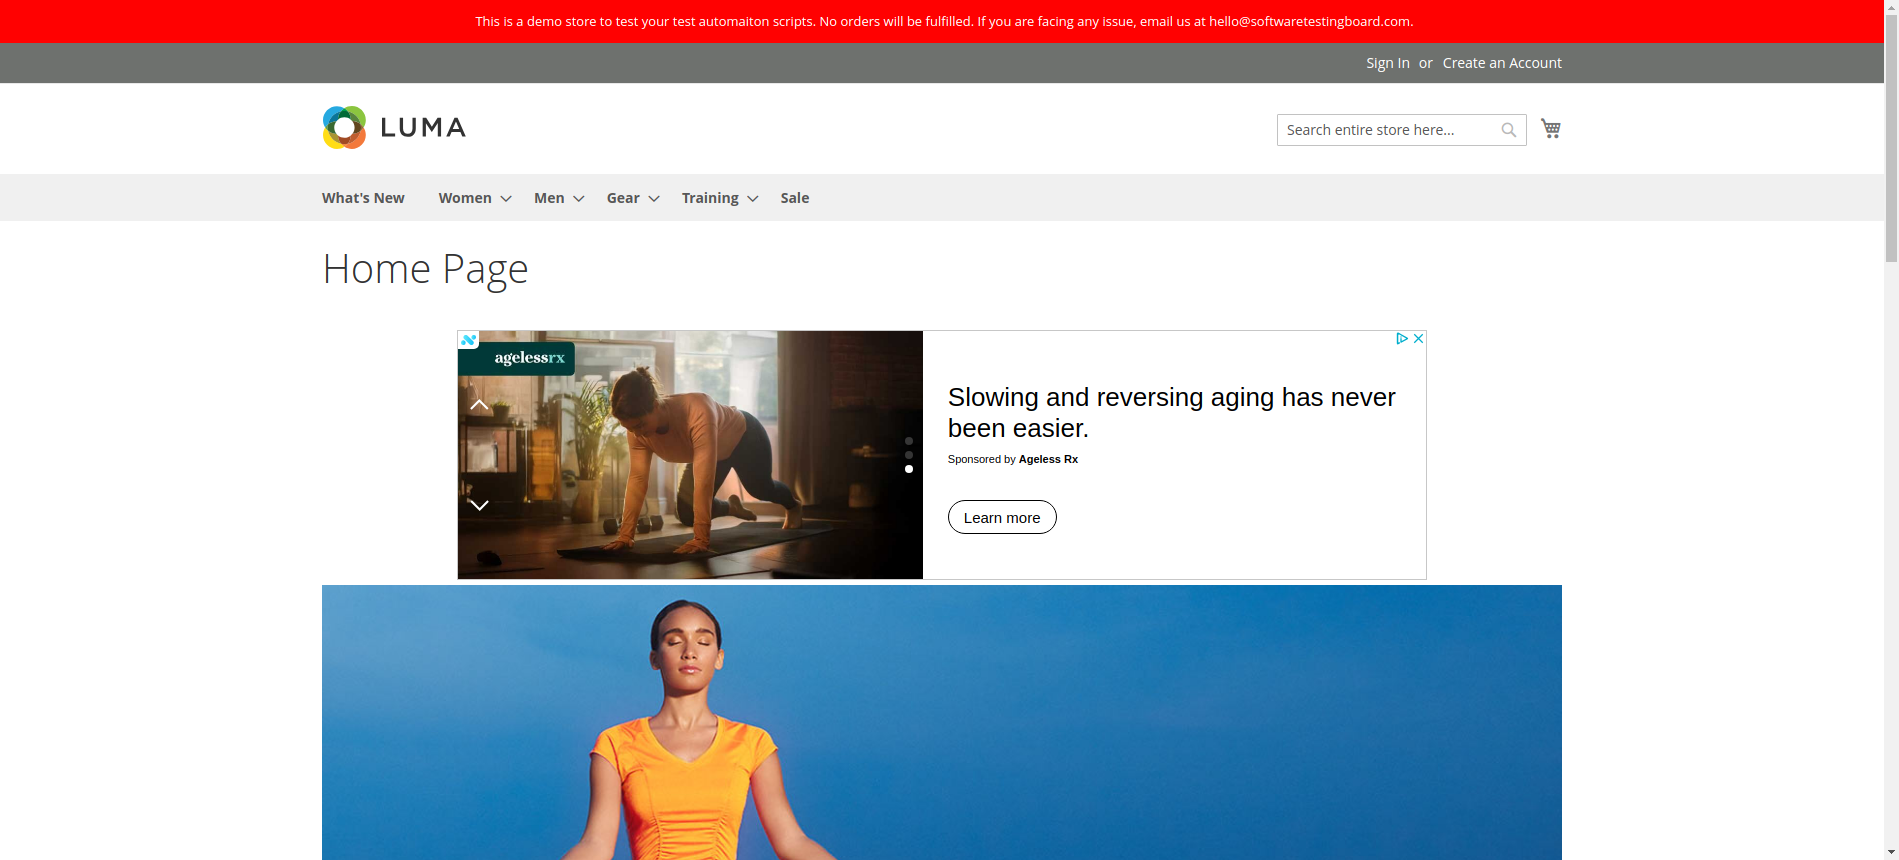 This is a demo store to test your test automaiton scripts. No orders will be fulfilled. If you are facing any issue, email us at hello@softwaretestingboard.com.
Sign In or Create an Account
LUMA
Search entire store here...
What's New Women Men Gear Training Sale
Home Page
agelessrx
Slowing and reversing aging has never
been easier.
Sponsored by Ageless Rx
Learn more